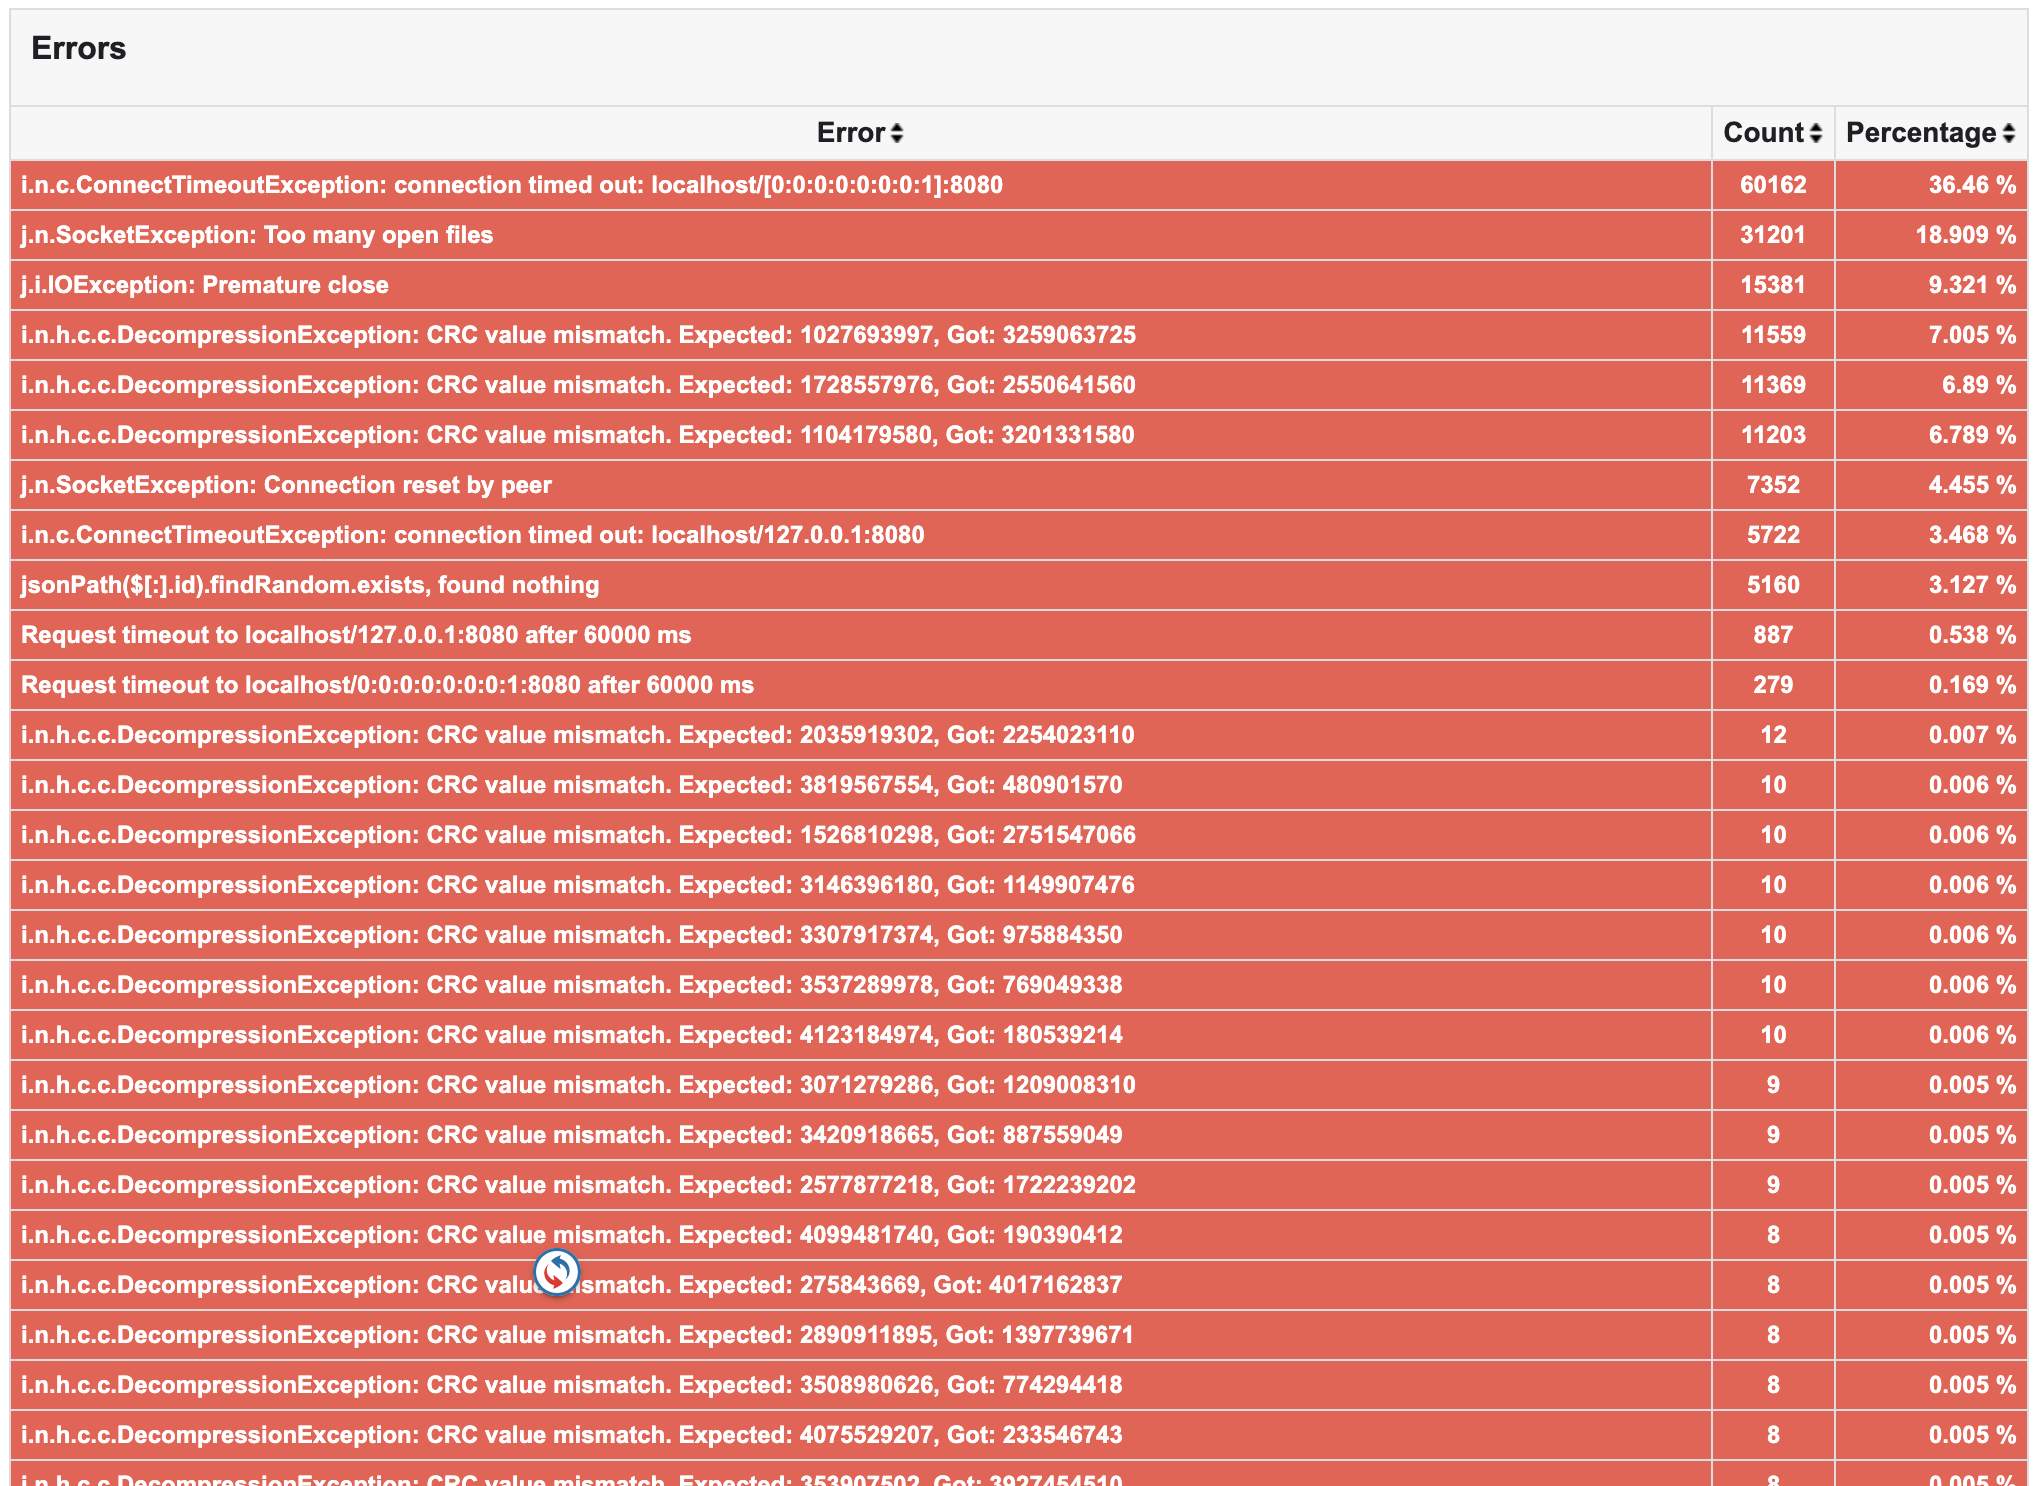 Errors
Error Count Percentage
i.n.c.ConnectTimeoutException: connection timed out: localhost/[0:0:0:0:0:0:0:1]:8080 60162 36.46 %
j.n.SocketException: Too many open files 31201 18.909 %
j.i.IOException: Premature close 15381 9.321 %
i.n.h.c.c.DecompressionException: CRC value mismatch. Expected: 1027693997, Got: 3259063725 11559 7.005 %
i.n.h.c.c.DecompressionException: CRC value mismatch. Expected: 1728557976, Got: 2550641560 11369 6.89 %
i.n.h.c.c.DecompressionException: CRC value mismatch. Expected: 1104179580, Got: 3201331580 11203 6.789 %
j.n.SocketException: Connection reset by peer 7352 4.455 %
i.n.c.ConnectTimeoutException: connection timed out: localhost/127.0.0.1:8080 5722 3.468 %
jsonPath($[:].id).findRandom.exists, found nothing 5160 3.127 %
Request timeout to localhost/127.0.0.1:8080 after 60000 ms 887 0.538 %
Request timeout to localhost/0:0:0:0:0:0:0:1:8080 after 60000 ms 279 0.169 %
i.n.h.c.c.DecompressionException: CRC value mismatch. Expected: 2035919302, Got: 2254023110 12 0.007 %
i.n.h.c.c.DecompressionException: CRC value mismatch. Expected: 3819567554, Got: 480901570 10 0.006 %
i.n.h.c.c.DecompressionException: CRC value mismatch. Expected: 1526810298, Got: 2751547066 10 0.006 %
i.n.h.c.c.DecompressionException: CRC value mismatch. Expected: 3146396180, Got: 1149907476 10 0.006 %
i.n.h.c.c.DecompressionException: CRC value mismatch. Expected: 3307917374, Got: 975884350 10 0.006 %
i.n.h.c.c.DecompressionException: CRC value mismatch. Expected: 3537289978, Got: 769049338 10 0.006 %
i.n.h.c.c.DecompressionException: CRC value mismatch. Expected: 4123184974, Got: 180539214 10 0.006 %
i.n.h.c.c.DecompressionException: CRC value mismatch. Expected: 3071279286, Got: 1209008310 9 0.005 %
i.n.h.c.c.DecompressionException: CRC value mismatch. Expected: 3420918665, Got: 887559049 9 0.005 %
i.n.h.c.c.DecompressionException: CRC value mismatch. Expected: 2577877218, Got: 1722239202 9 0.005 %
i.n.h.c.c.DecompressionException: CRC value mismatch. Expected: 4099481740, Got: 190390412 8 0.005 %
i.n.h.c.c.DecompressionException: CRC value mismatch. Expected: 275843669, Got: 4017162837 8 0.005 %
i.n.h.c.c.DecompressionException: CRC value mismatch. Expected: 2890911895, Got: 1397739671 8 0.005 %
i.n.h.c.c.DecompressionException: CRC value mismatch. Expected: 3508980626, Got: 774294418 8 0.005 %
i.n.h.c.c.DecompressionException: CRC value mismatch. Expected: 4075529207, Got: 233546743 8 0.005 %
i.n.h.c.c.DecompressionException: CRC value mismatch. Expected: 353907502, Got: 3927454510 8 0.005 %